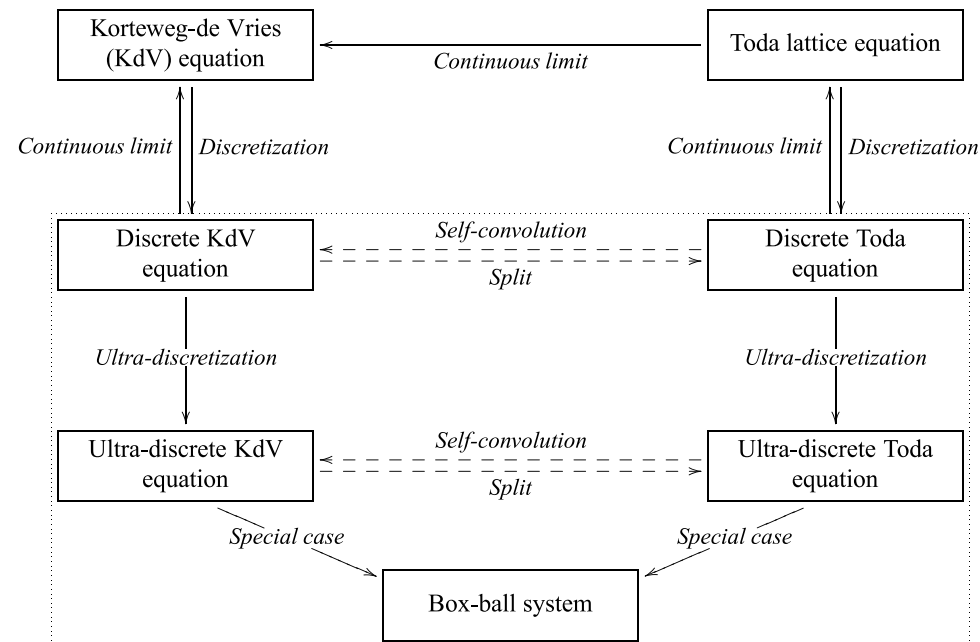 Korteweg-de Vries
(KdV) equation
Toda lattice equation
Continuous limit
Continuous limit
Discretization
Continuous limit
Discretization
Discrete KdV
equation
Self-convolution
Split
Discrete Toda
equation
Ultra-discretization
Ultra-discretization
Ultra-discrete KdV
equation
Self-convolution
Split
Ultra-discrete Toda
equation
Special case
Special case
Box-ball system